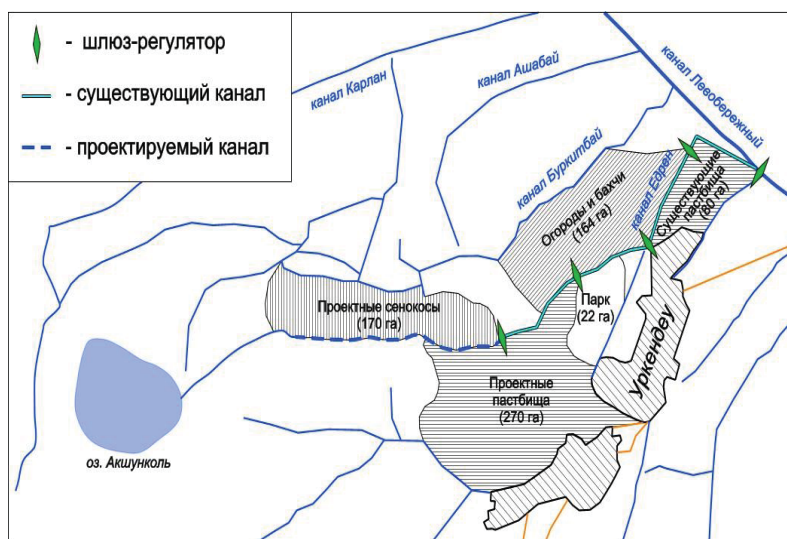 - шлюз-регулятор
- существующий канал
- проектируемый канал
канал Карлан
канал Ашабай
канал Левобережный
канал Буркитбай
канал Едрен
Огороды и бахчи
(164 га)
Существующие
пастбища
(80 га)
Парк
(22 га)
Проектные сенокосы
(170 га)
Проектные
пастбища
(270 га)
Уркендеу
оз. Акшунколь